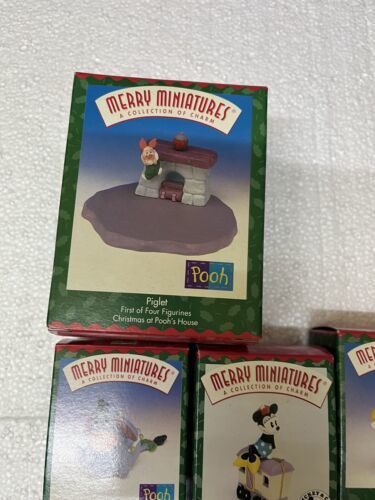 MERRY MINIATURES
A COLLECTION OF CHARM
Pooh
Piglet
First of Four Figurines
Christmas at Pooh's House
MERRY MINIATURES
A COLLECTION OF CHARM
Pooh
MERRY MINIATURES
A COLLECTION OF CHARM